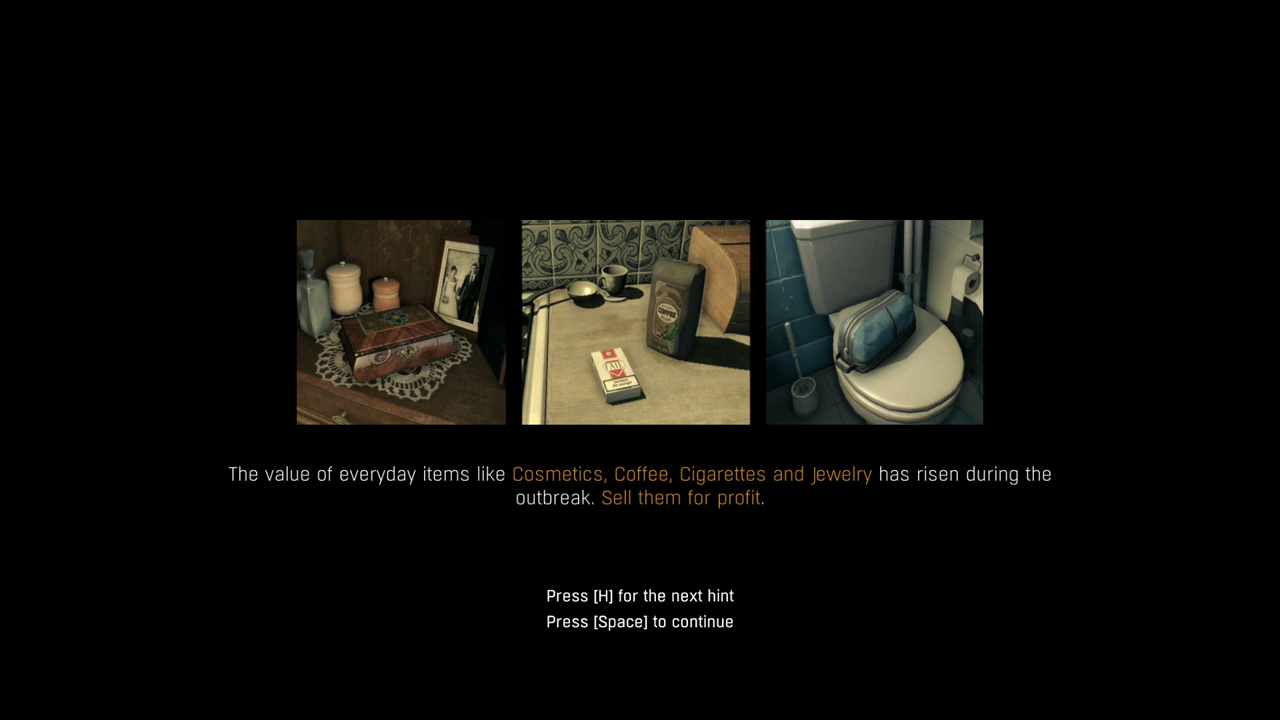 The value of everyday items like Cosmetics, Coffee, Cigarettes and Jewelry has risen during the
outbreak. Sell them for profit.
Press [H] for the next hint
Press [Space] to continue